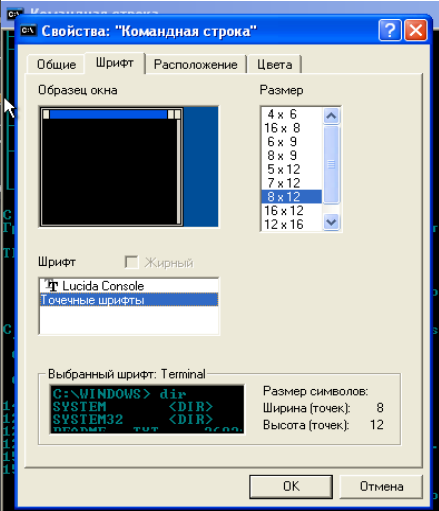 Командная строка
Свойства: "Командная строка"
Общие Шрифт Расположение Цвета
Образец окна
Размер
4 x 6
16 x 8
6 x 9
8 x 9
5 x 12
7 x 12
8 x 12
16 x 12
12 x 16
Шрифт
Жирный
Lucida Console
Точечные шрифты
Выбранный шрифт: Terminal
C:\WINDOWS> dir
SYSTEM <DIR>
SYSTEM32 <DIR>
README TXT
Размер символов:
Ширина (точек): 8
Высота (точек): 12
OK Отмена